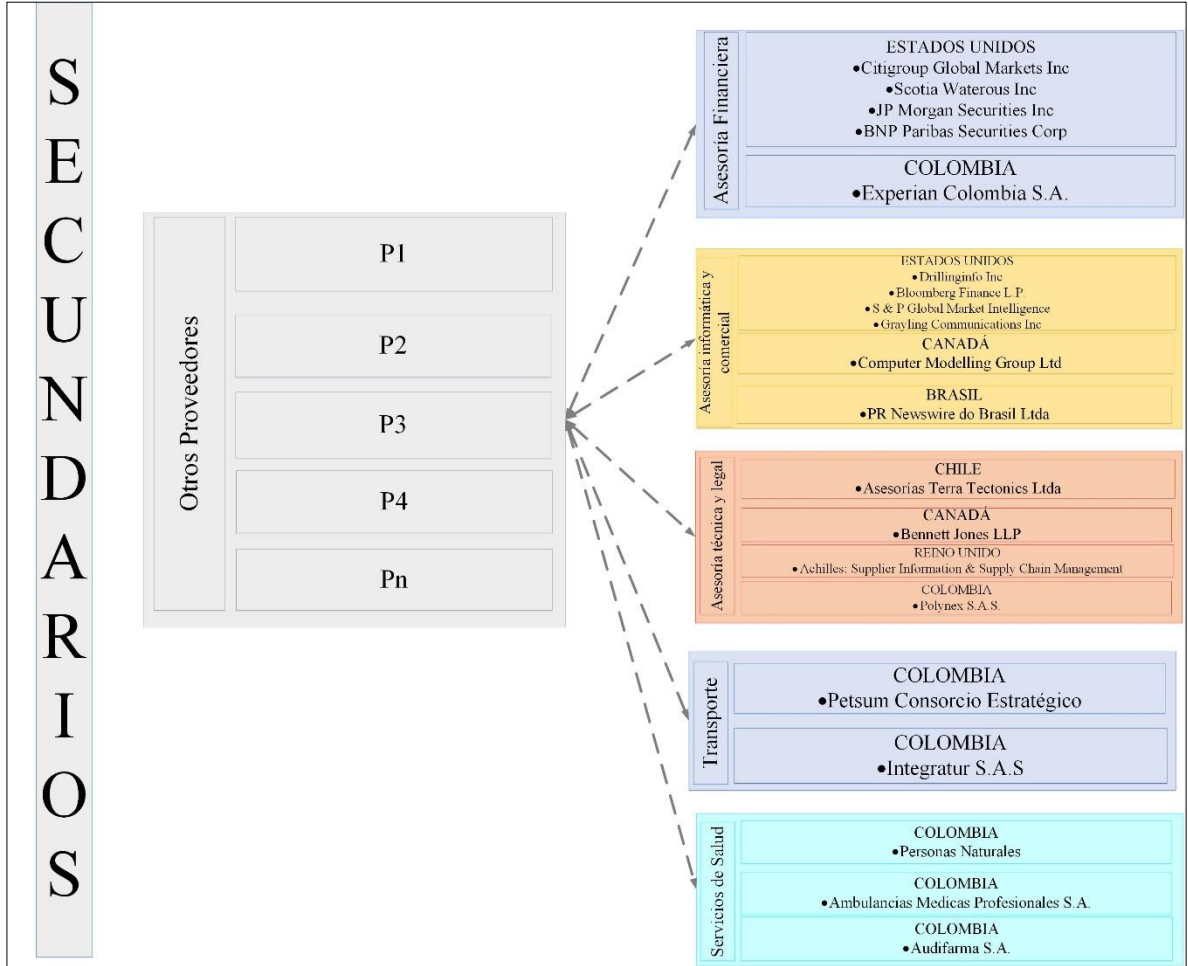 SECUNDARIOS
Otros Proveedores
P1
P2
P3
P4
Pn
Asesoría Financiera
ESTADOS UNIDOS
•Citigroup Global Markets Inc
•Scotia Waterous Inc
•JP Morgan Securities Inc
•BNP Paribas Securities Corp
COLOMBIA
•Experian Colombia S.A.
Asesoría informática y
comercial
ESTADOS UNIDOS
•Drillinginfo Inc
•Bloomberg Finance L P.
•S & P Global Market Intelligence
•Grayling Communications Inc
CANADÁ
•Computer Modelling Group Ltd
BRASIL
•PR Newswire do Brasil Ltda
Asesoría técnica y legal
CHILE
•Asesorías Terra Tectonics Ltda
CANADÁ
•Bennett Jones LLP
REINO UNIDO
•Achilles: Supplier Information & Supply Chain Management
COLOMBIA
•Polynex S.A.S.
Transporte
COLOMBIA
•Petsum Consorcio Estratégico
COLOMBIA
•Integratur S.A.S
Servicios de Salud
COLOMBIA
•Personas Naturales
COLOMBIA
•Ambulancias Medicas Profesionales S.A.
COLOMBIA
•Audifarma S.A.